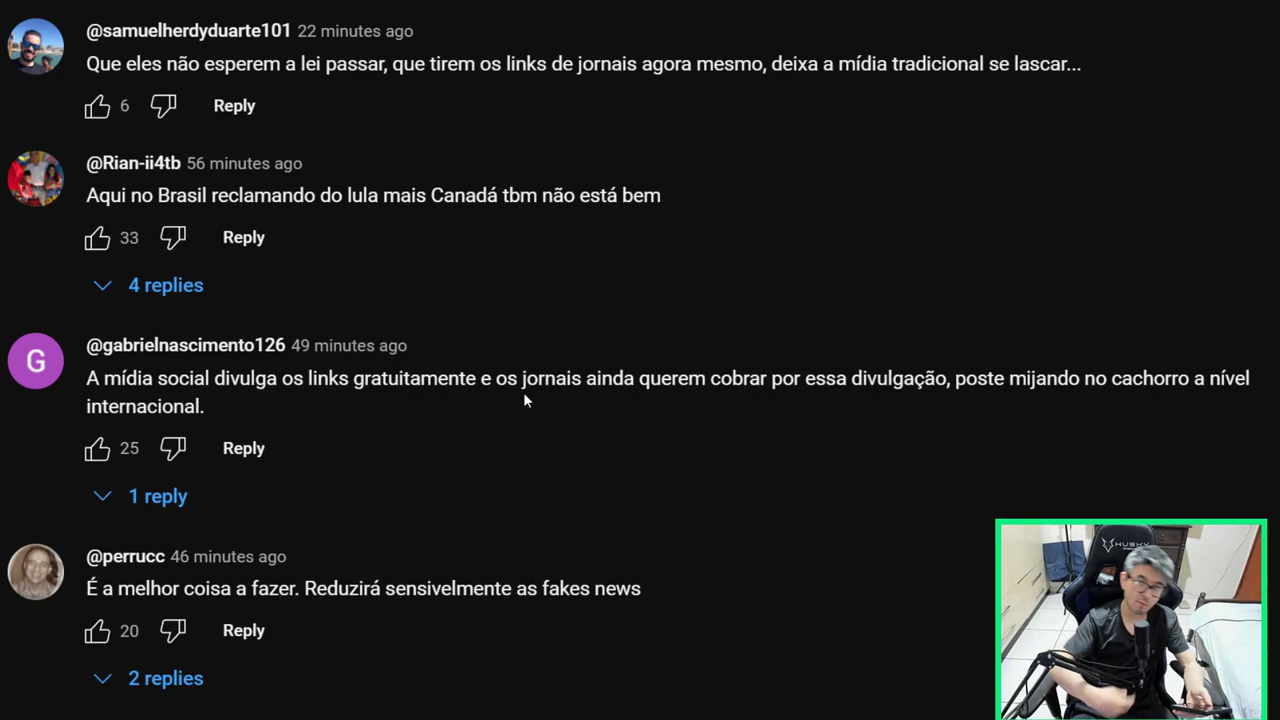 @samuelherdyduarte101 22 minutes ago
Que eles não esperem a lei passar, que tirem os links de jornais agora mesmo, deixa a mídia tradicional se lascar...
6 Reply
@Rian-ii4tb 56 minutes ago
Aqui no Brasil reclamando do lula mais Canadá tbm não está bem
33 Reply
4 replies
G
@gabrielnascimento126 49 minutes ago
A mídia social divulga os links gratuitamente e os jornais ainda querem cobrar por essa divulgação, poste mijando no cachorro a nível
internacional.
25 Reply
1 reply
@perrucc 46 minutes ago
É a melhor coisa a fazer. Reduzirá sensivelmente as fakes news
20 Reply
2 replies
HUSKY